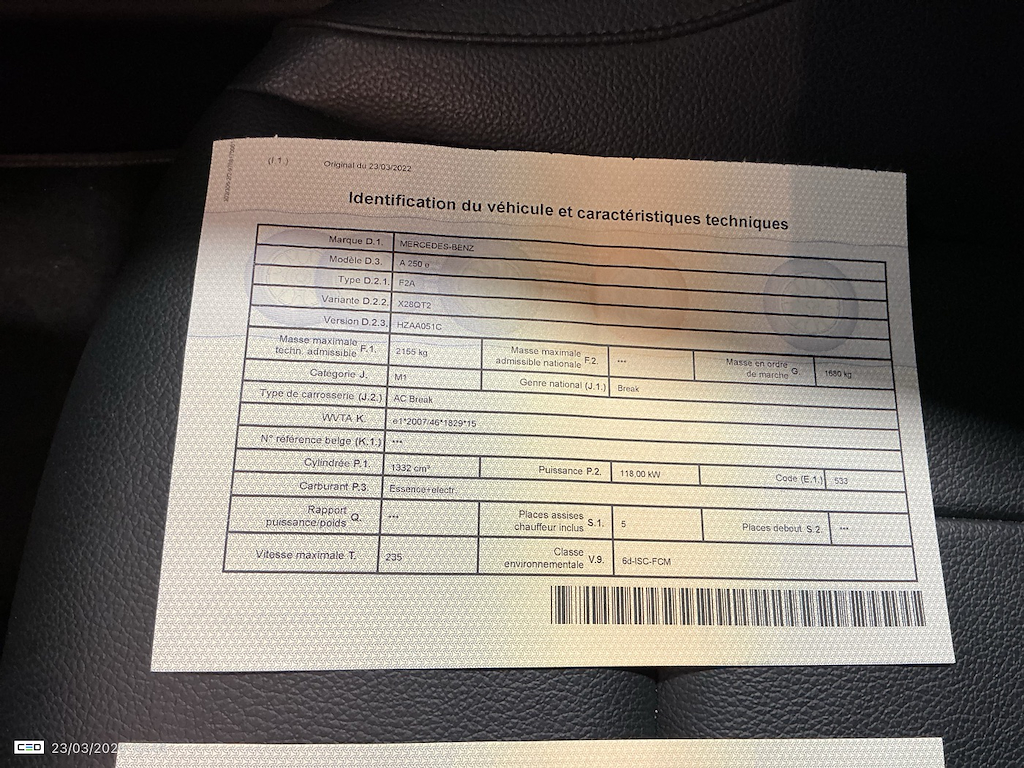 (I.1.) Original du 23/03/2022
Identification du véhicule et caractéristiques techniques
Marque D.1. MERCEDES-BENZ
Modèle D.3. A 250 e
Type D.2.1. F2A
Variante D.2.2. X28QT2
Version D.2.3. HZAA051C
Masse maximale techn. admissible F.1. 2155 kg Masse maximale admissible nationale F.2. --- Masse en ordre de marche G. 1680 kg
Catégorie J. M1 Genre national (J.1.) Break
Type de carrosserie (J.2.) AC Break
WVTA K. e1*2007/46*1829*15
N° référence belge (K.1.) ---
Cylindrée P.1. 1332 cm³ Puissance P.2. 118,00 kW Code (E.1.) 533
Carburant P.3. Essence+electr.
Rapport puissance/poids Q. --- Places assises chauffeur inclus S.1. 5 Places debout S.2. ---
Vitesse maximale T. 235 Classe environnementale V.9. 6d-ISC-FCM
CEO 23/03/202